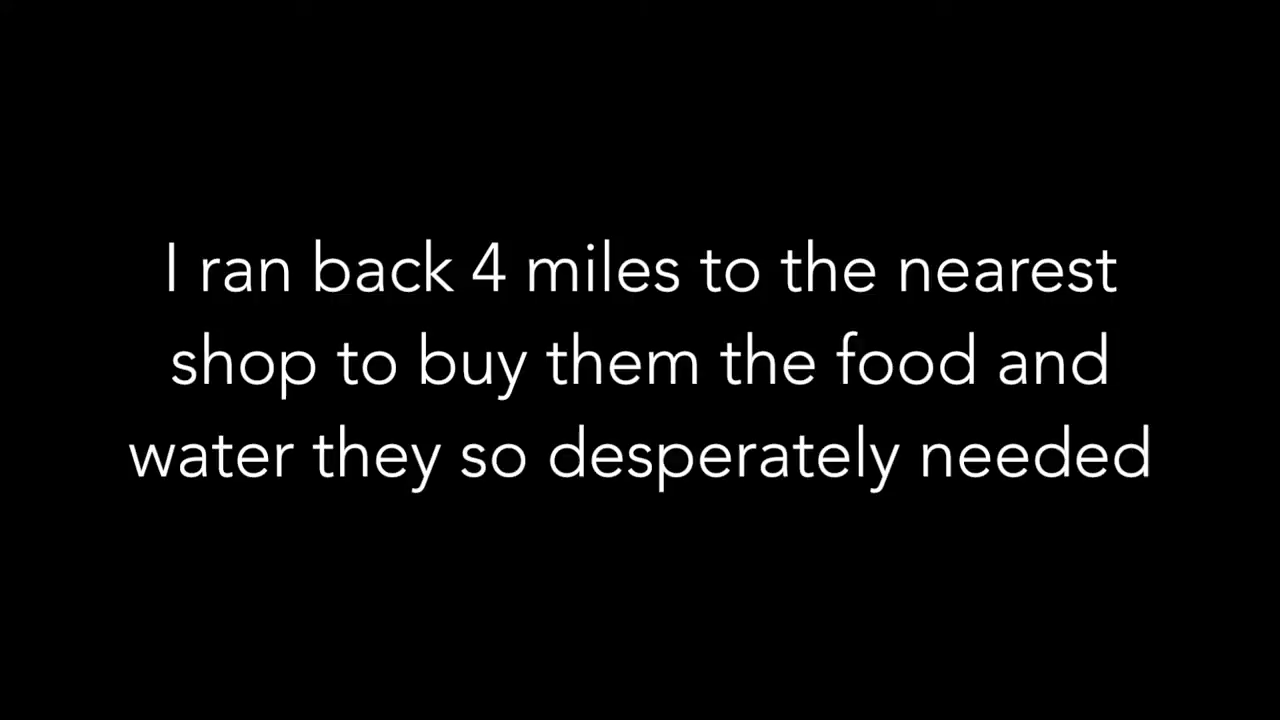 I ran back 4 miles to the nearest
shop to buy them the food and
water they so desperately needed